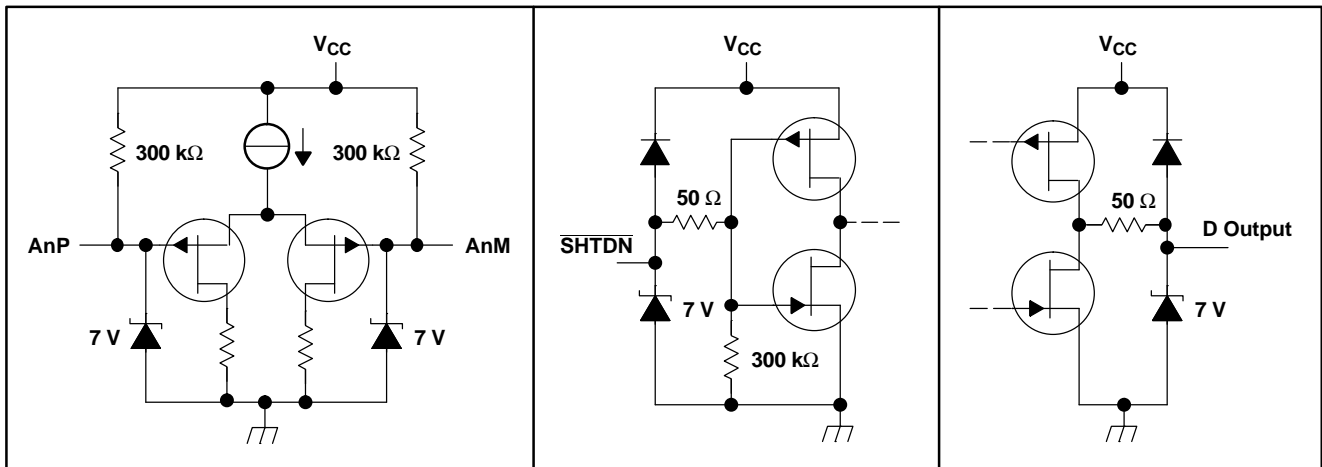 VCC
300 kΩ
300 kΩ
AnP
AnM
7 V
7 V
VCC
50 Ω
SHTDN
7 V
300 kΩ
VCC
50 Ω
D Output
7 V